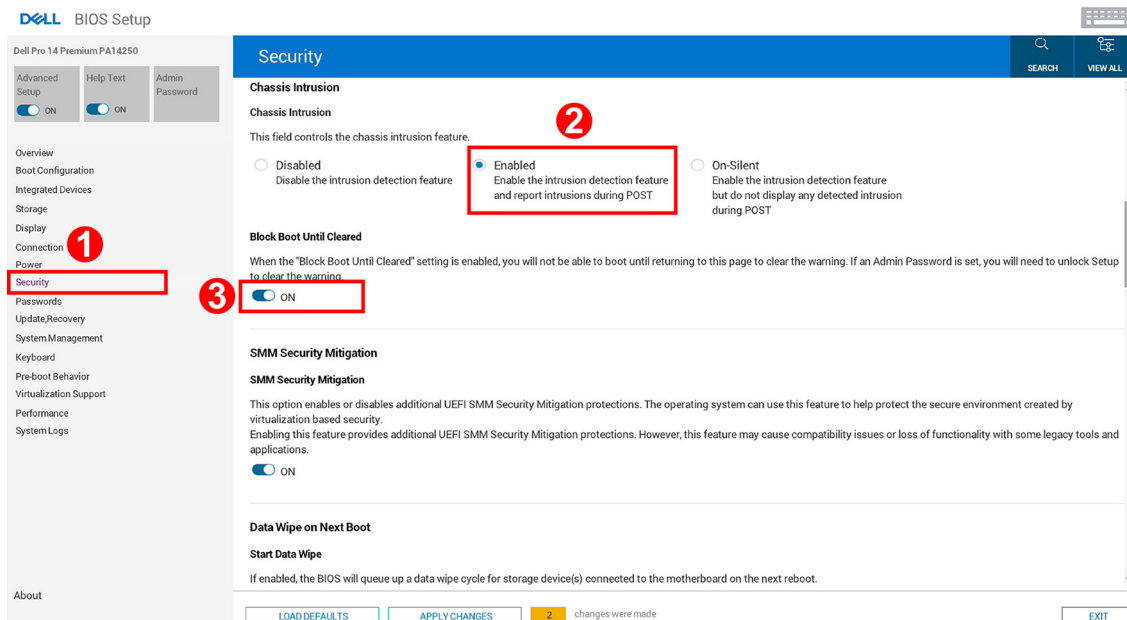 DELL BIOS Setup
Dell Pro 14 Premium PA14250
Advanced Setup
ON
Help Text
ON
Admin Password
Overview
Boot Configuration
Integrated Devices
Storage
Display
Connection
1
Power
Security
Passwords
Update,Recovery
System Management
Keyboard
Pre-boot Behavior
Virtualization Support
Performance
System Logs
About
Security
SEARCH
VIEW ALL
Chassis Intrusion
Chassis Intrusion
This field controls the chassis intrusion feature.
2
Disabled
Disable the intrusion detection feature
Enabled
Enable the intrusion detection feature
and report intrusions during POST
On-Silent
Enable the intrusion detection feature
but do not display any detected intrusion
during POST
Block Boot Until Cleared
When the "Block Boot Until Cleared" setting is enabled, you will not be able to boot until returning to this page to clear the warning. If an Admin Password is set, you will need to unlock Setup
to clear the warning.
3
ON
SMM Security Mitigation
SMM Security Mitigation
This option enables or disables additional UEFI SMM Security Mitigation protections. The operating system can use this feature to help protect the secure environment created by
virtualization based security.
Enabling this feature provides additional UEFI SMM Security Mitigation protections. However, this feature may cause compatibility issues or loss of functionality with some legacy tools and
applications.
ON
Data Wipe on Next Boot
Start Data Wipe
If enabled, the BIOS will queue up a data wipe cycle for storage device(s) connected to the motherboard on the next reboot.
LOAD DEFAULTS
APPLY CHANGES
2 changes were made
EXIT